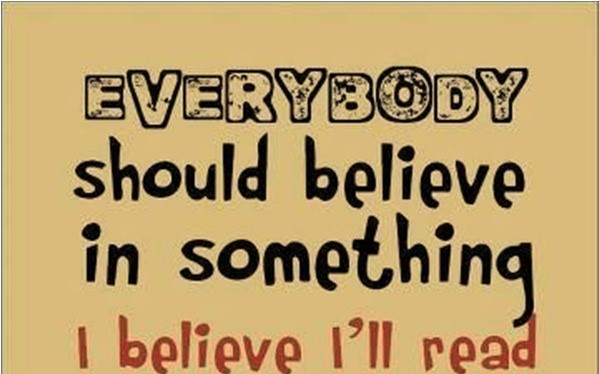 EVERYBODY
should believe
in something
I believe I'll read